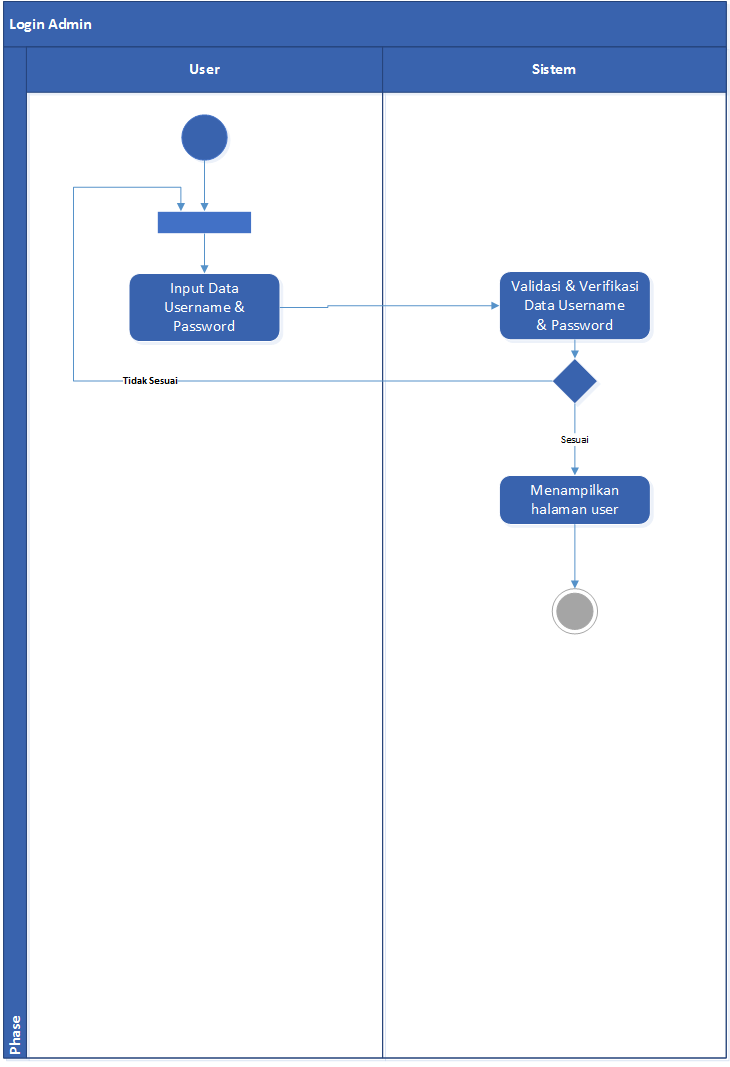 Login Admin
User
Sistem
Input Data
Username &
Password
Validasi & Verifikasi
Data Username
& Password
Tidak Sesuai
Sesuai
Menampilkan
halaman user
Phase